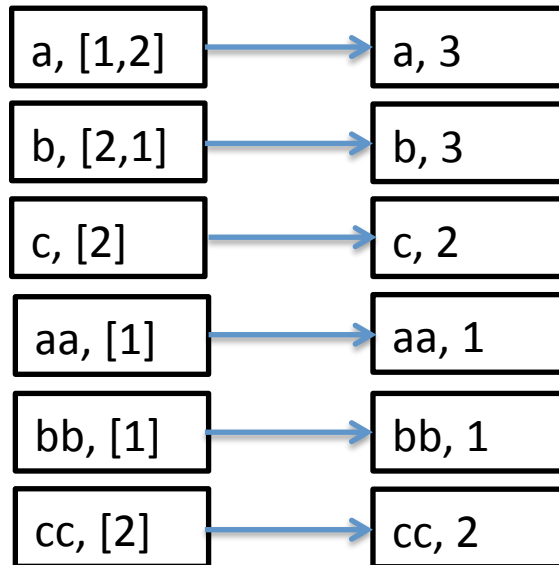 a, [1,2] a, 3
b, [2,1] b, 3
c, [2] c, 2
aa, [1] aa, 1
bb, [1] bb, 1
cc, [2] cc, 2